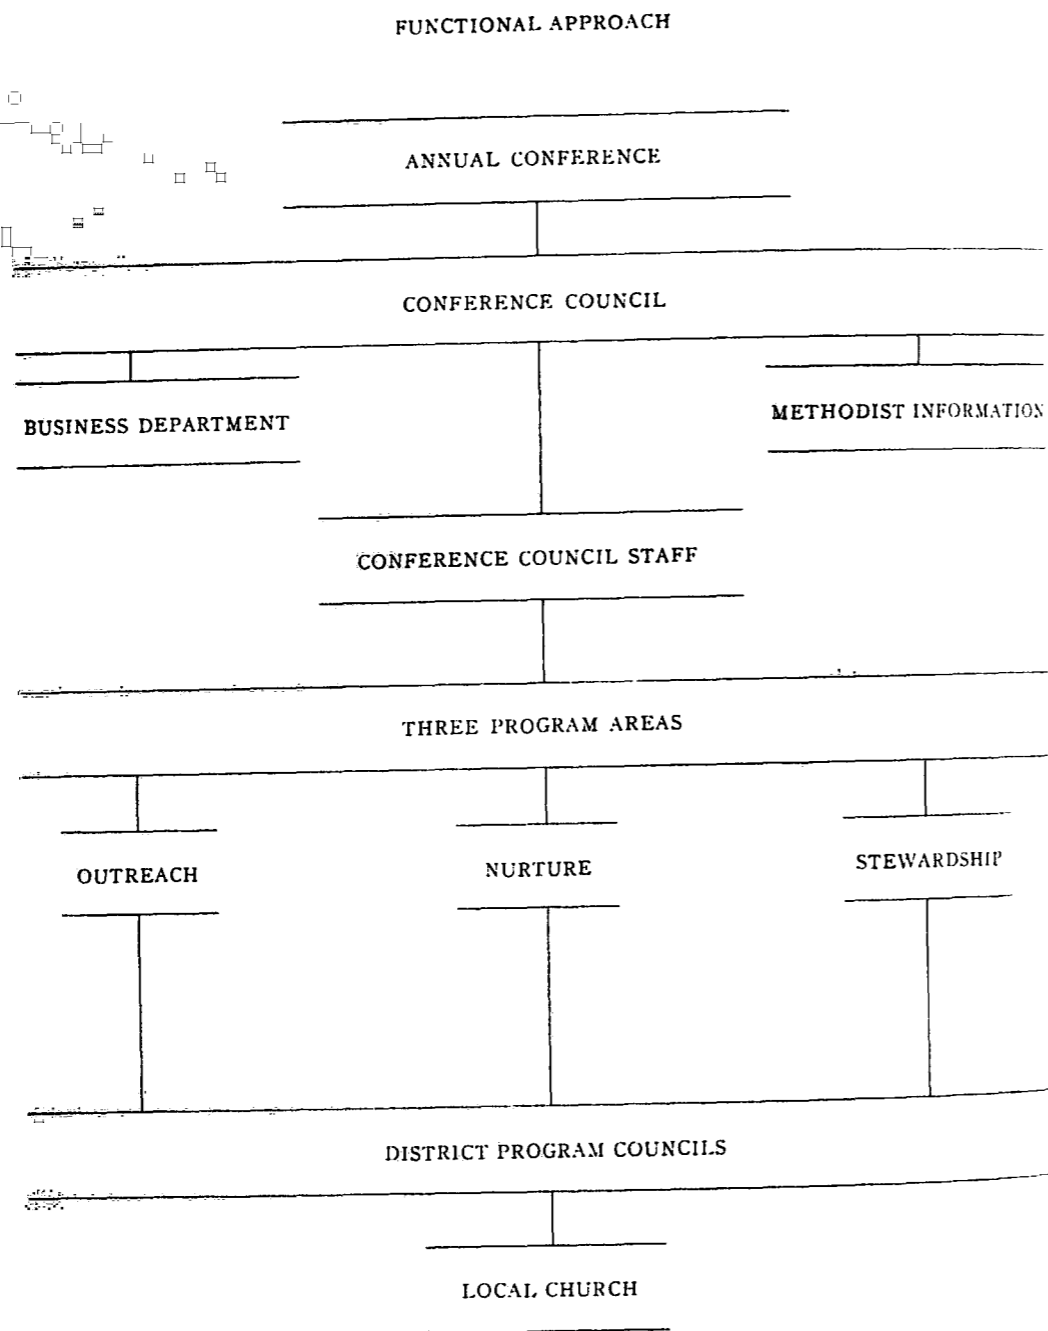 FUNCTIONAL APPROACH
ANNUAL CONFERENCE
CONFERENCE COUNCIL
BUSINESS DEPARTMENT
METHODIST INFORMATION
CONFERENCE COUNCIL STAFF
THREE PROGRAM AREAS
OUTREACH
NURTURE
STEWARDSHIP
DISTRICT PROGRAM COUNCILS
LOCAL CHURCH